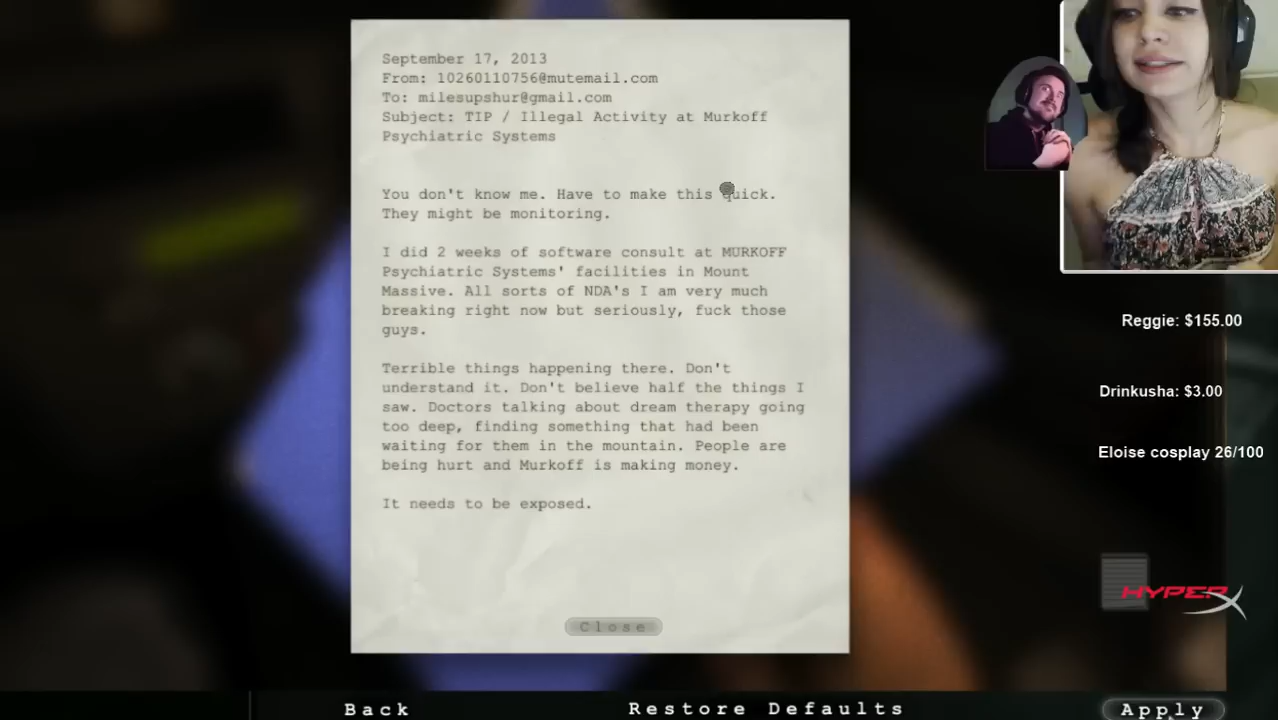 September 17, 2013
From: 10260110756@mutemail.com
To: milesupshur@gmail.com
Subject: TIP / Illegal Activity at Murkoff
Psychiatric Systems
You don't know me. Have to make this quick.
They might be monitoring.
I did 2 weeks of software consult at MURKOFF
Psychiatric Systems' facilities in Mount
Massive. All sorts of NDA's I am very much
breaking right now but seriously, fuck those
guys.
Terrible things happening there. Don't
understand it. Don't believe half the things I
saw. Doctors talking about dream therapy going
too deep, finding something that had been
waiting for them in the mountain. People are
being hurt and Murkoff is making money.
It needs to be exposed.
Close
Reggie: $155.00
Drinkusha: $3.00
Eloise cosplay 26/100
HYPERX
Back
Restore Defaults
Apply